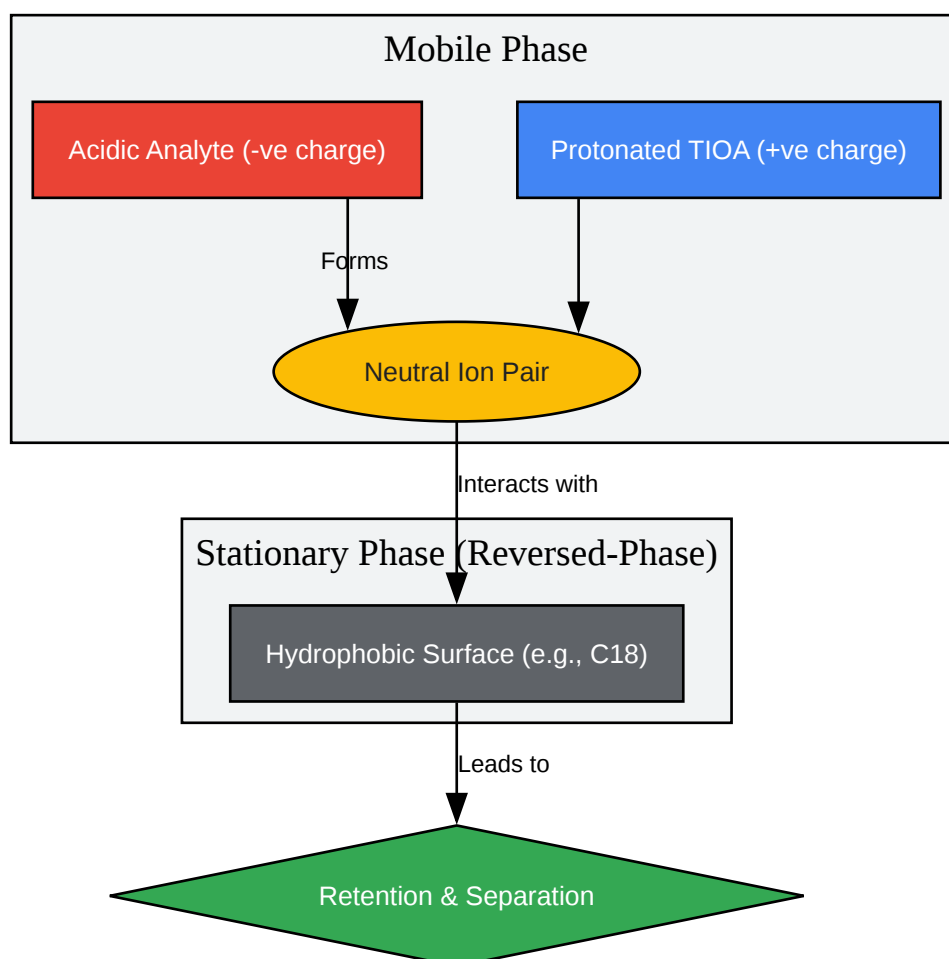 Mobile Phase
Acidic Analyte (-ve charge)
Protonated TIOA (+ve charge)
Forms
Neutral Ion Pair
Interacts with
Stationary Phase (Reversed-Phase)
Hydrophobic Surface (e.g., C18)
Leads to
Retention & Separation